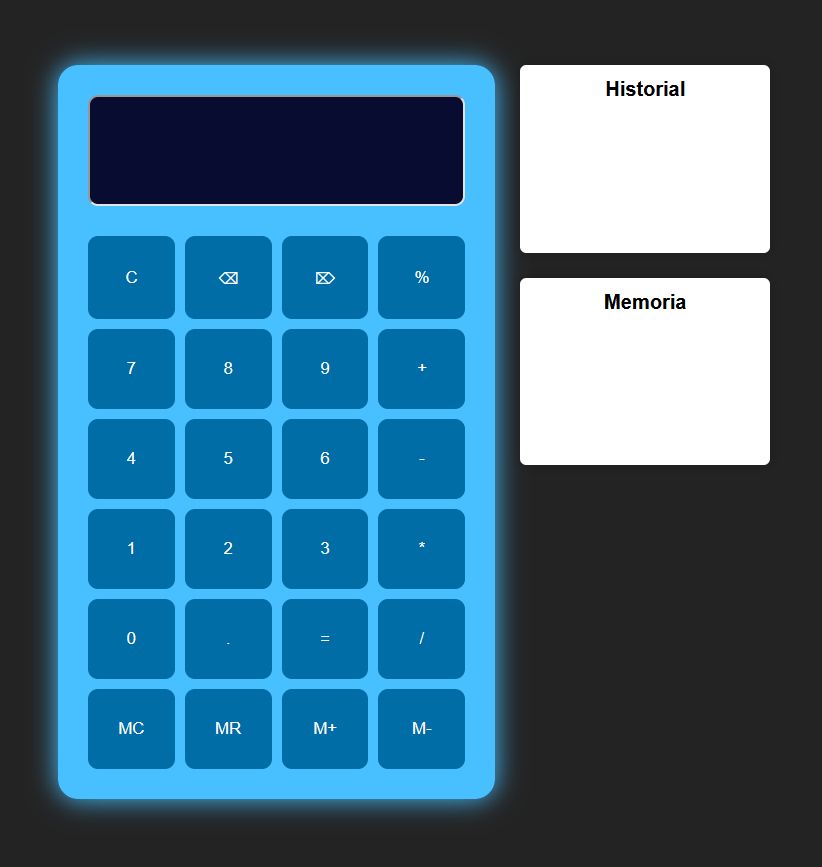 Historial
C ⌫ ⌦ %
7 8 9 +
4 5 6 -
1 2 3 *
0 . = /
MC MR M+ M-
Memoria